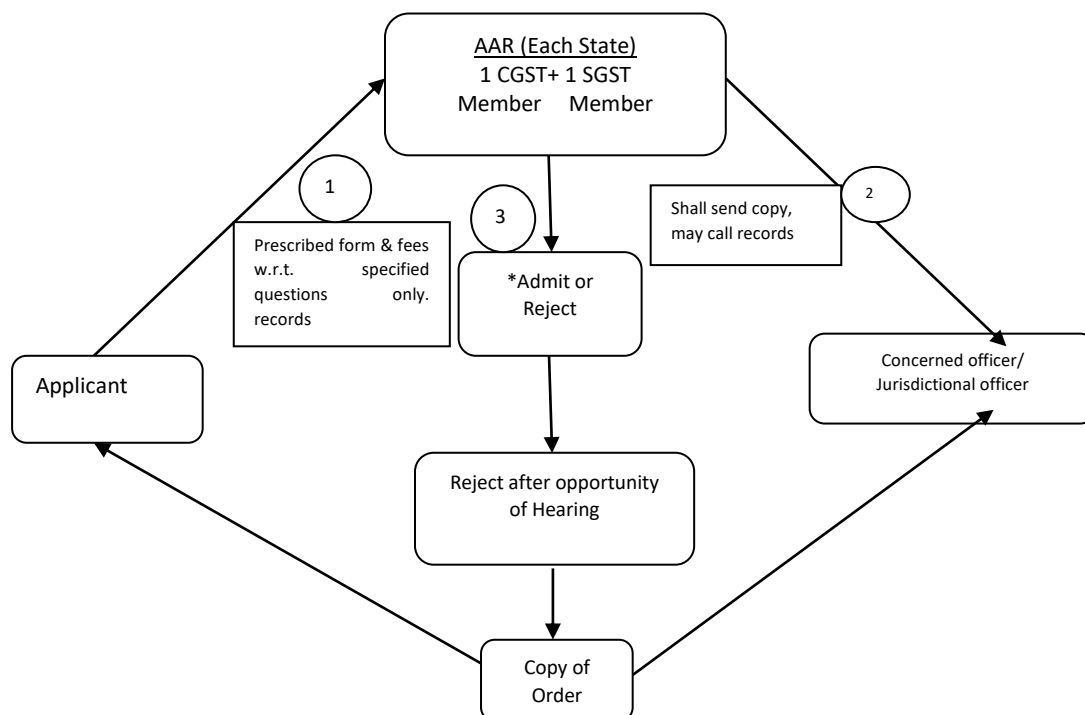 AAR (Each State)
1 CGST+ 1 SGST
Member Member
1
Prescribed form & fees
w.r.t. specified
questions only.
records
3
*Admit or
Reject
Shall send copy,
may call records
2
Applicant
Concerned officer/
Jurisdictional officer
Reject after opportunity
of Hearing
Copy of
Order